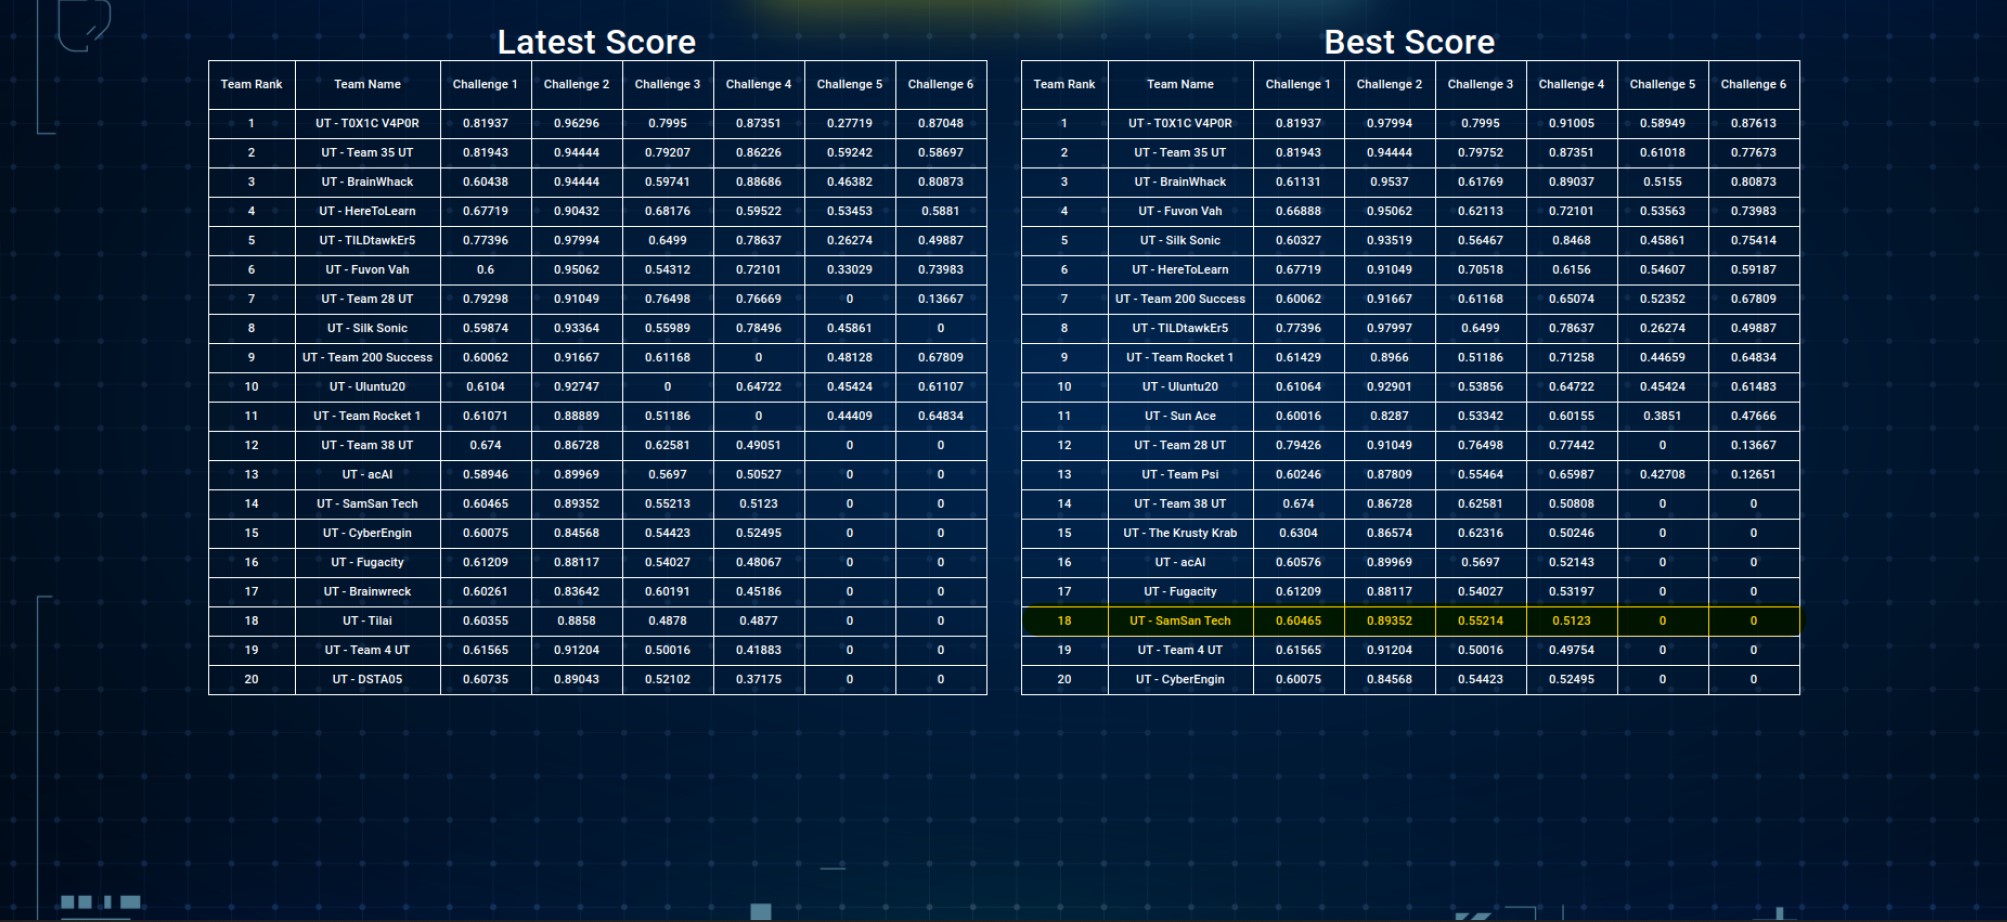 Latest Score
Team Rank Team Name Challenge 1 Challenge 2 Challenge 3 Challenge 4 Challenge 5 Challenge 6
1 UT - T0X1C V4P0R 0.81937 0.96296 0.7995 0.87351 0.27719 0.87048
2 UT - Team 35 UT 0.81943 0.94444 0.79207 0.86226 0.59242 0.58697
3 UT - BrainWhack 0.60438 0.94444 0.59741 0.88686 0.46382 0.80873
4 UT - HereToLearn 0.67719 0.90432 0.68176 0.59522 0.53453 0.5881
5 UT - TILDtawkEr5 0.77396 0.97994 0.6499 0.78637 0.26274 0.49887
6 UT - Fuvon Vah 0.6 0.95062 0.54312 0.72101 0.33029 0.73983
7 UT - Team 28 UT 0.79298 0.91049 0.76498 0.76669 0 0.13667
8 UT - Silk Sonic 0.59874 0.93364 0.55989 0.78496 0.45861 0
9 UT - Team 200 Success 0.60062 0.91667 0.61168 0 0.48128 0.67809
10 UT - Uluntu20 0.6104 0.92747 0 0.64722 0.45424 0.61107
11 UT - Team Rocket 1 0.61071 0.88889 0.51186 0 0.44409 0.64834
12 UT - Team 38 UT 0.674 0.86728 0.62581 0.49051 0 0
13 UT - acAI 0.58946 0.89969 0.5697 0.50527 0 0
14 UT - SamSan Tech 0.60465 0.89352 0.55213 0.5123 0 0
15 UT - CyberEngin 0.60075 0.84568 0.54423 0.52495 0 0
16 UT - Fugacity 0.61209 0.88117 0.54027 0.48067 0 0
17 UT - Brainwreck 0.60261 0.83642 0.60191 0.45186 0 0
18 UT - Tilai 0.60355 0.8858 0.4878 0.4877 0 0
19 UT - Team 4 UT 0.61565 0.91204 0.50016 0.41883 0 0
20 UT - DSTA05 0.60735 0.89043 0.52102 0.37175 0 0
Best Score
Team Rank Team Name Challenge 1 Challenge 2 Challenge 3 Challenge 4 Challenge 5 Challenge 6
1 UT - T0X1C V4P0R 0.81937 0.97994 0.7995 0.91005 0.58949 0.87613
2 UT - Team 35 UT 0.81943 0.94444 0.79752 0.87351 0.61018 0.77673
3 UT - BrainWhack 0.61131 0.9537 0.61769 0.89037 0.5155 0.80873
4 UT - Fuvon Vah 0.66888 0.95062 0.62113 0.72101 0.53563 0.73983
5 UT - Silk Sonic 0.60327 0.93519 0.56467 0.8468 0.45861 0.75414
6 UT - HereToLearn 0.67719 0.91049 0.70518 0.6156 0.54607 0.59187
7 UT - Team 200 Success 0.60062 0.91667 0.61168 0.65074 0.52352 0.67809
8 UT - TILDtawkEr5 0.77396 0.97997 0.6499 0.78637 0.26274 0.49887
9 UT - Team Rocket 1 0.61429 0.8966 0.51186 0.71258 0.44659 0.64834
10 UT - Uluntu20 0.61064 0.92901 0.53856 0.64722 0.45424 0.61483
11 UT - Sun Ace 0.60016 0.8287 0.53342 0.60155 0.3851 0.47666
12 UT - Team 28 UT 0.79426 0.91049 0.76498 0.77442 0 0.13667
13 UT - Team Psi 0.60246 0.87809 0.55464 0.65987 0.42708 0.12651
14 UT - Team 38 UT 0.674 0.86728 0.62581 0.50808 0 0
15 UT - The Krusty Krab 0.6304 0.86574 0.62316 0.50246 0 0
16 UT - acAI 0.60576 0.89969 0.5697 0.52143 0 0
17 UT - Fugacity 0.61209 0.88117 0.54027 0.53197 0 0
18 UT - SamSan Tech 0.60465 0.89352 0.55214 0.5123 0 0
19 UT - Team 4 UT 0.61565 0.91204 0.50016 0.49754 0 0
20 UT - CyberEngin 0.60075 0.84568 0.54423 0.52495 0 0